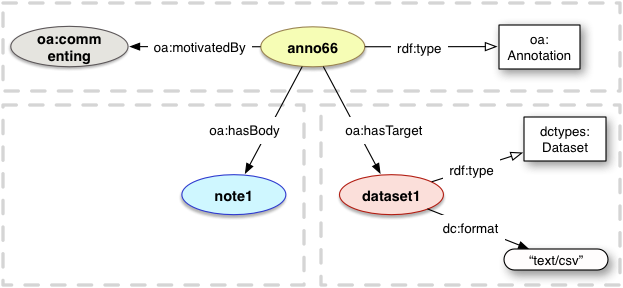 oa:comm
enting
oa:motivatedBy
anno66
rdf:type
oa:
Annotation
oa:hasBody
oa:hasTarget
dctypes:
Dataset
rdf:type
note1
dataset1
dc:format
“text/csv”